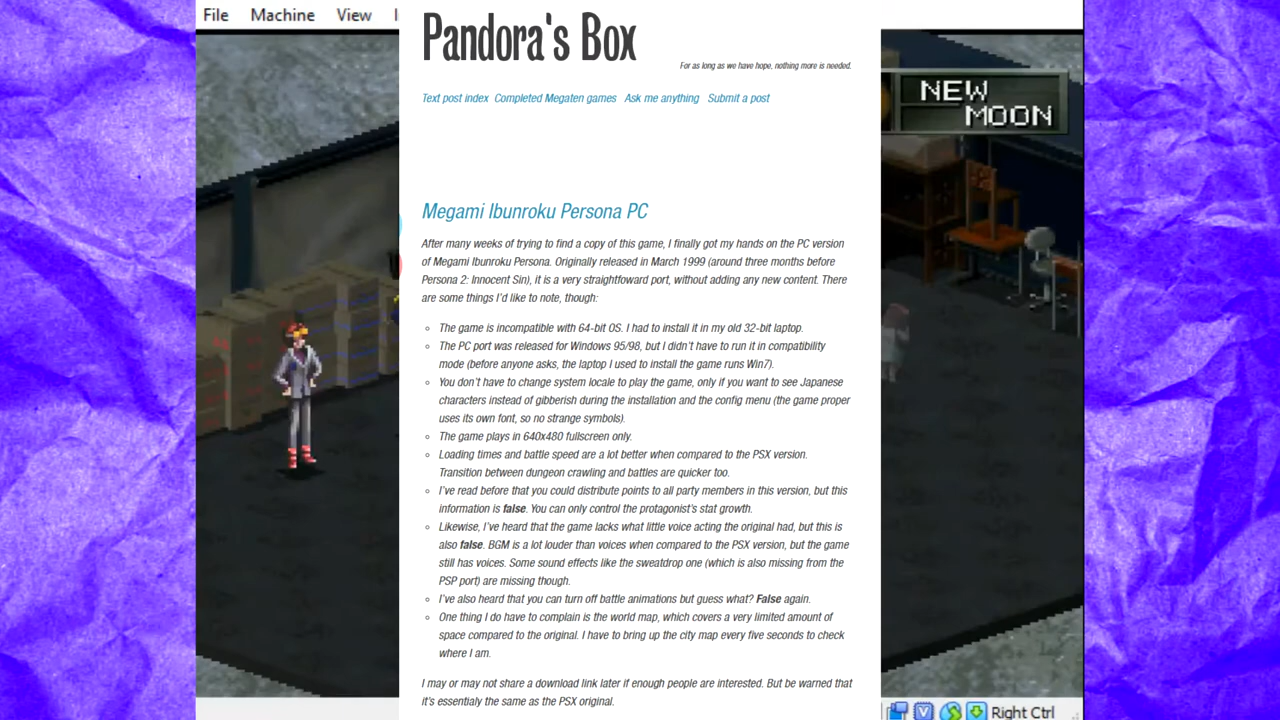 File Machine View
Pandora's Box
For as long as we have hope, nothing more is needed.
Text post index Completed Megaten games Ask me anything Submit a post
NEW
MOON
Megami Ibunroku Persona PC
After many weeks of trying to find a copy of this game, I finally got my hands on the PC version
of Megami Ibunroku Persona. Originally released in March 1999 (around three months before
Persona 2: Innocent Sin), it is a very straightfoward port, without adding any new content. There
are some things I'd like to note, though:
The game is incompatible with 64-bit OS. I had to install it in my old 32-bit laptop.
The PC port was released for Windows 95/98, but I didn't have to run it in compatibility
mode (before anyone asks, the laptop I used to install the game runs Win7).
You don't have to change system locale to play the game, only if you want to see Japanese
characters instead of gibberish during the installation and the config menu (the game proper
uses its own font, so no strange symbols).
The game plays in 640x480 fullscreen only.
Loading times and battle speed are a lot better when compared to the PSX version.
Transition between dungeon crawling and battles are quicker too.
I've read before that you could distribute points to all party members in this version, but this
information is false. You can only control the protagonist's stat growth.
Likewise, I've heard that the game lacks what little voice acting the original had, but this is
also false. BGM is a lot louder than voices when compared to the PSX version, but the game
still has voices. Some sound effects like the sweatdrop one (which is also missing from the
PSP port) are missing though.
I've also heard that you can turn off battle animations but guess what? False again.
One thing I do have to complain is the world map, which covers a very limited amount of
space compared to the original. I have to bring up the city map every five seconds to check
where I am.
I may or may not share a download link later if enough people are interested. But be warned that
it's essentialy the same as the PSX original.
Right Ctrl